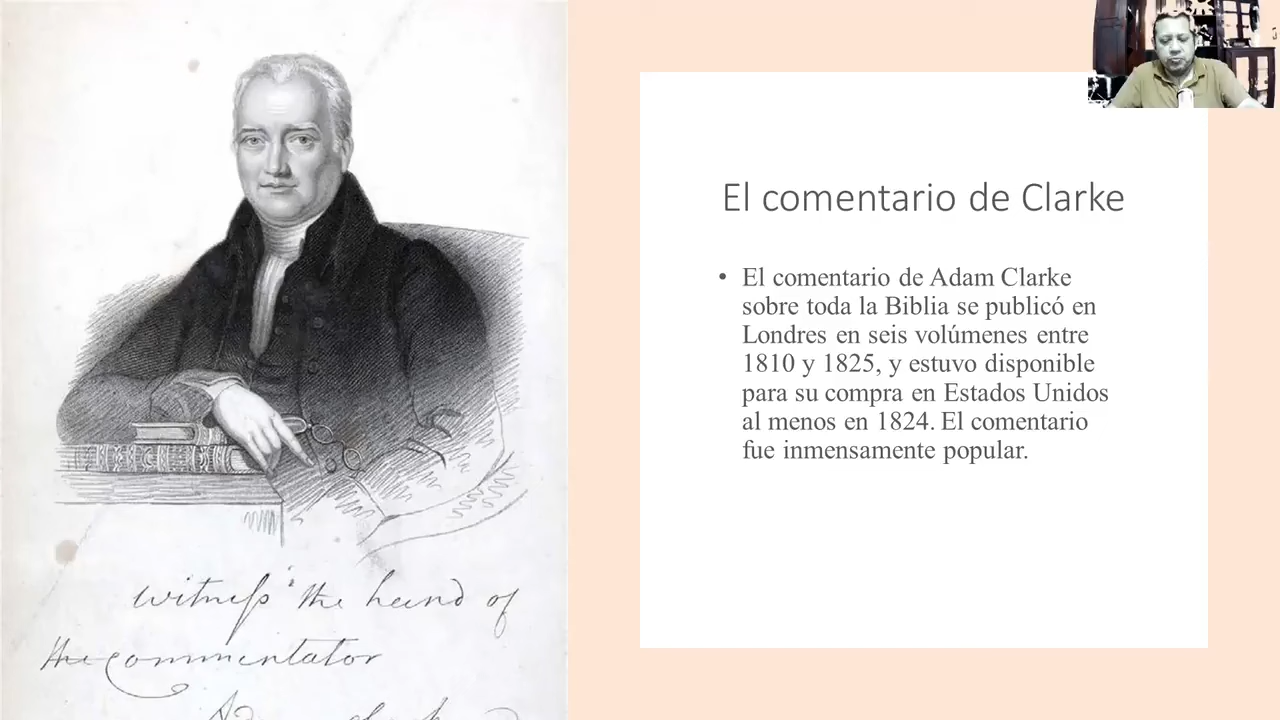 El comentario de Clarke
• El comentario de Adam Clarke
sobre toda la Biblia se publicó en
Londres en seis volúmenes entre
1810 y 1825, y estuvo disponible
para su compra en Estados Unidos
al menos en 1824. El comentario
fue inmensamente popular.
witness the hand of
the commentator